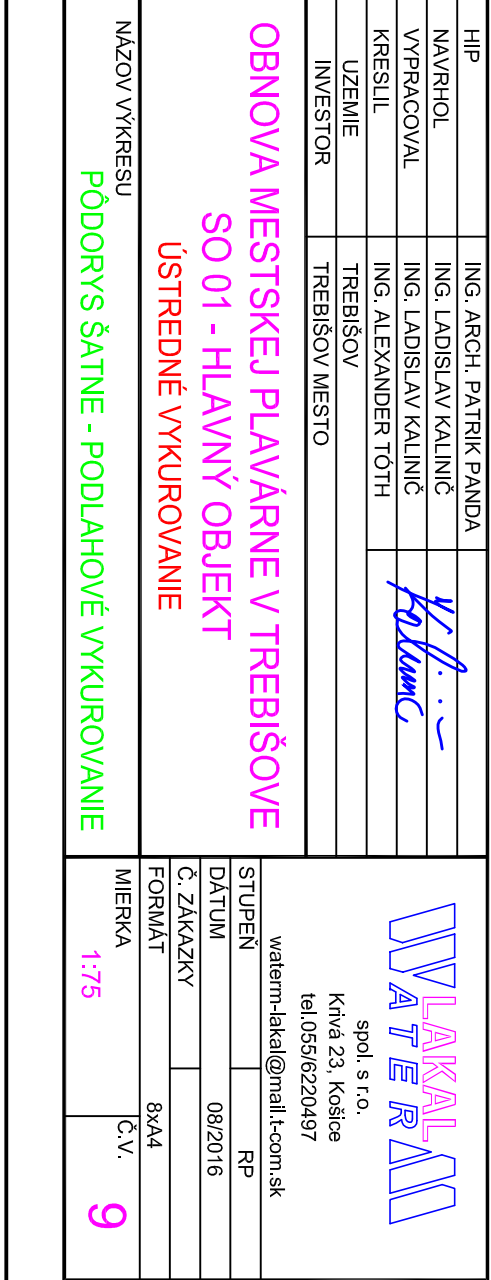 HIP ING. ARCH. PATRIK PANDA
NAVRHOL ING. LADISLAV KALINIČ
VYPRACOVAL ING. LADISLAV KALINIČ
KRESLIL ING. ALEXANDER TÓTH
UZEMIE TREBIŠOV
INVESTOR TREBIŠOV MESTO
Kalinič
LAKAL
WATERM
spol. s r.o.
Krivá 23, Košice
tel.055/6220497
waterm-lakal@mail.t-com.sk
OBNOVA MESTSKEJ PLAVÁRNE V TREBIŠOVE
SO 01 - HLAVNÝ OBJEKT
ÚSTREDNÉ VYKUROVANIE
STUPEŇ RP
DÁTUM 08/2016
Č. ZÁKAZKY
FORMÁT 8xA4
NÁZOV VÝKRESU
PÔDORYS ŠATNE - PODLAHOVÉ VYKUROVANIE
MIERKA
1:75
Č.V. 9